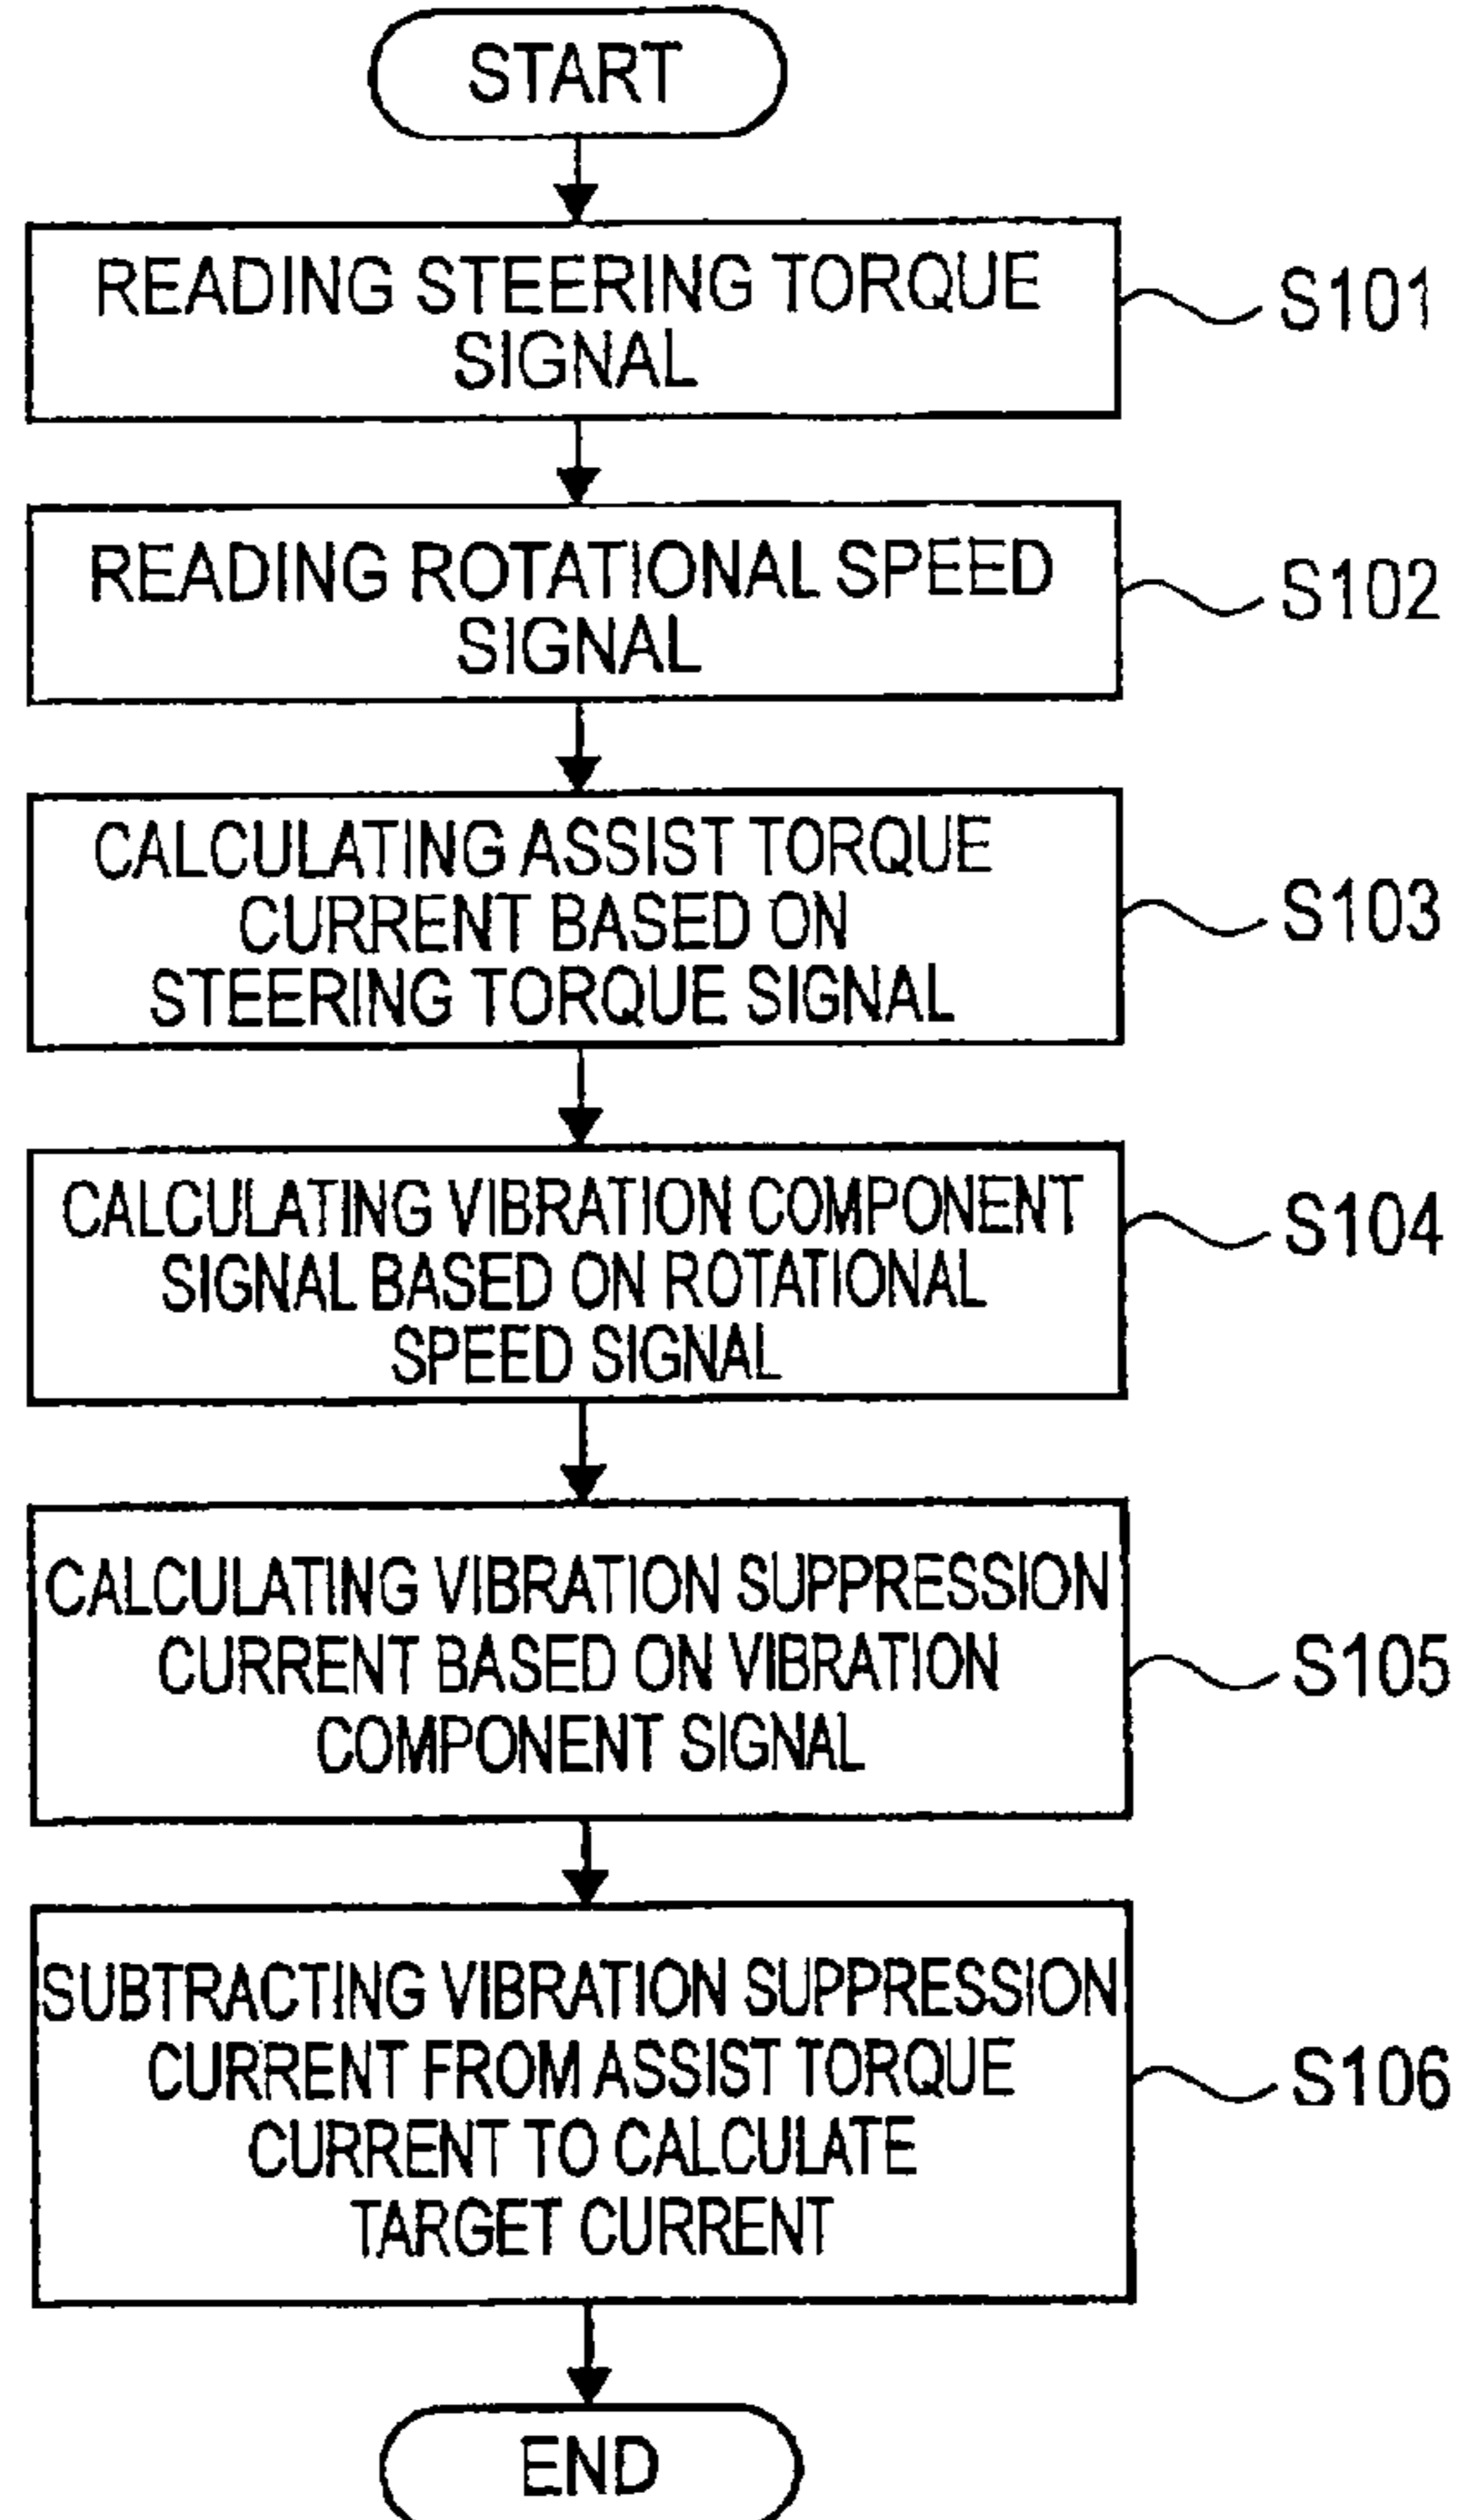 START
READING STEERING TORQUE
SIGNAL
S101
READING ROTATIONAL SPEED
SIGNAL
S102
CALCULATING ASSIST TORQUE
CURRENT BASED ON
STEERING TORQUE SIGNAL
S103
CALCULATING VIBRATION COMPONENT
SIGNAL BASED ON ROTATIONAL
SPEED SIGNAL
S104
CALCULATING VIBRATION SUPPRESSION
CURRENT BASED ON VIBRATION
COMPONENT SIGNAL
S105
SUBTRACTING VIBRATION SUPPRESSION
CURRENT FROM ASSIST TORQUE
CURRENT TO CALCULATE
TARGET CURRENT
S106
END